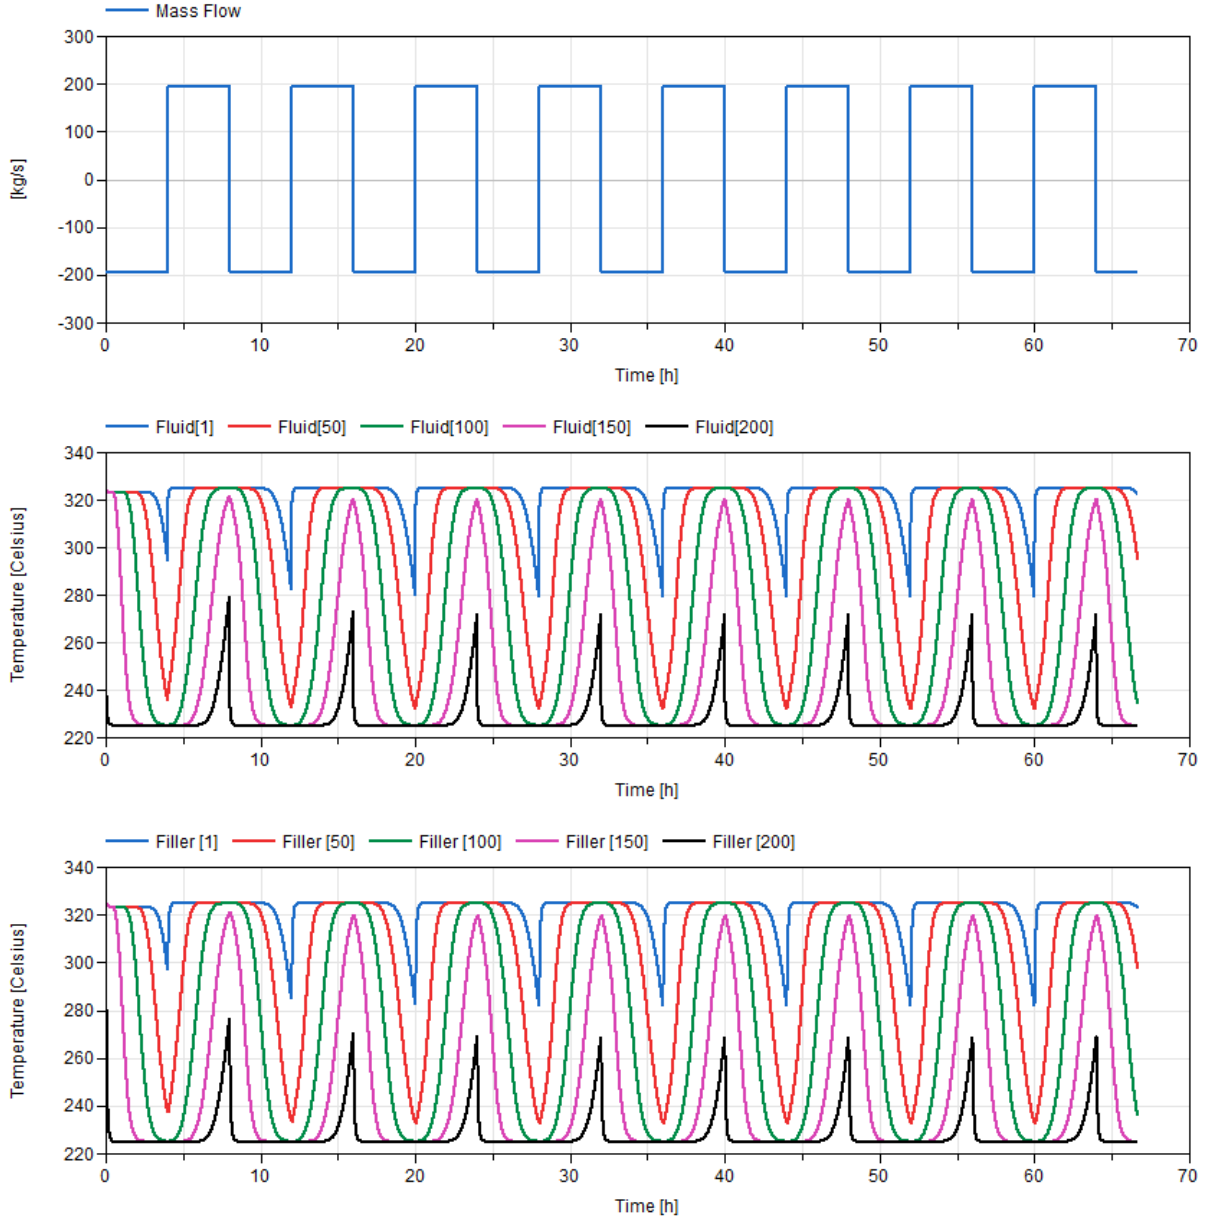 Mass Flow
300
200
100
0
-100
-200
-300
[kg/s]
0 10 20 30 40 50 60 70
Time [h]
Fluid[1] Fluid[50] Fluid[100] Fluid[150] Fluid[200]
340
320
300
280
260
240
220
Temperature [Celsius]
0 10 20 30 40 50 60 70
Time [h]
Filler [1] Filler [50] Filler [100] Filler [150] Filler [200]
340
320
300
280
260
240
220
Temperature [Celsius]
0 10 20 30 40 50 60 70
Time [h]